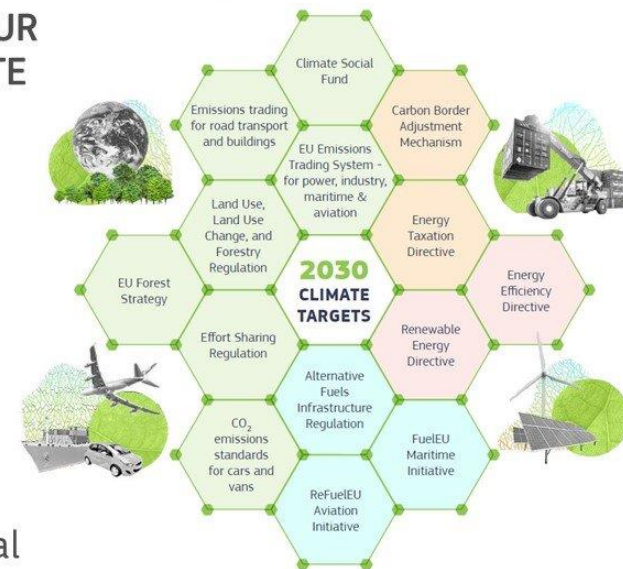 UR
TE
Climate Social
Fund
Emissions trading
for road transport
and buildings
Carbon Border
Adjustment
Mechanism
EU Emissions
Trading System -
for power, industry,
maritime &
aviation
Land Use,
Land Use
Change, and
Forestry
Regulation
Energy
Taxation
Directive
EU Forest
Strategy
2030
CLIMATE
TARGETS
Energy
Efficiency
Directive
Effort Sharing
Regulation
Renewable
Energy
Directive
Alternative
Fuels
Infrastructure
Regulation
CO₂
emissions
standards
for cars and
vans
FuelEU
Maritime
Initiative
ReFuelEU
Aviation
Initiative
al